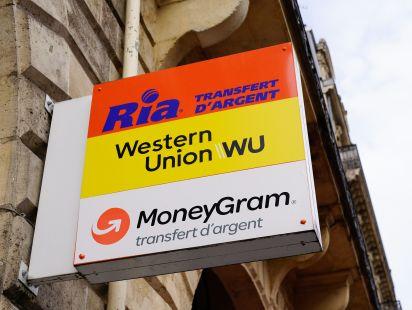 Ria TRANSFERT
D'ARGENT
Western
Union WU
MoneyGram®
transfert d'argent